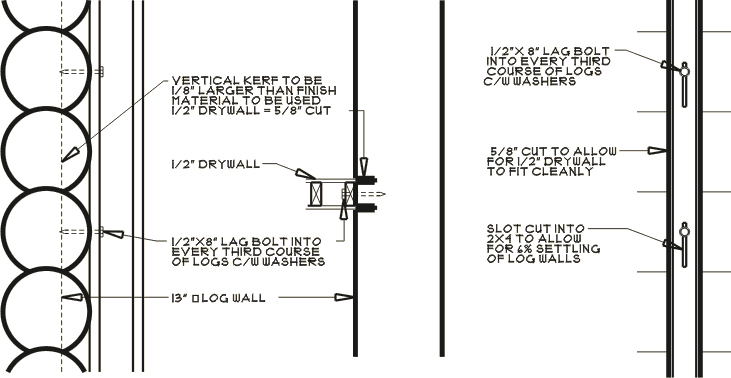 VERTICAL KERF TO BE
1/8" LARGER THAN FINISH
MATERIAL TO BE USED
1/2" DRYWALL = 5/8" CUT
1/2" DRYWALL
1/2"X8" LAG BOLT INTO
EVERY THIRD COURSE
OF LOGS C/W WASHERS
13" □ LOG WALL
1/2"X 8" LAG BOLT
INTO EVERY THIRD
COURSE OF LOGS
C/W WASHERS
5/8" CUT TO ALLOW
FOR 1/2" DRYWALL
TO FIT CLEANLY
SLOT CUT INTO
2X4 TO ALLOW
FOR 6% SETTLING
OF LOG WALLS